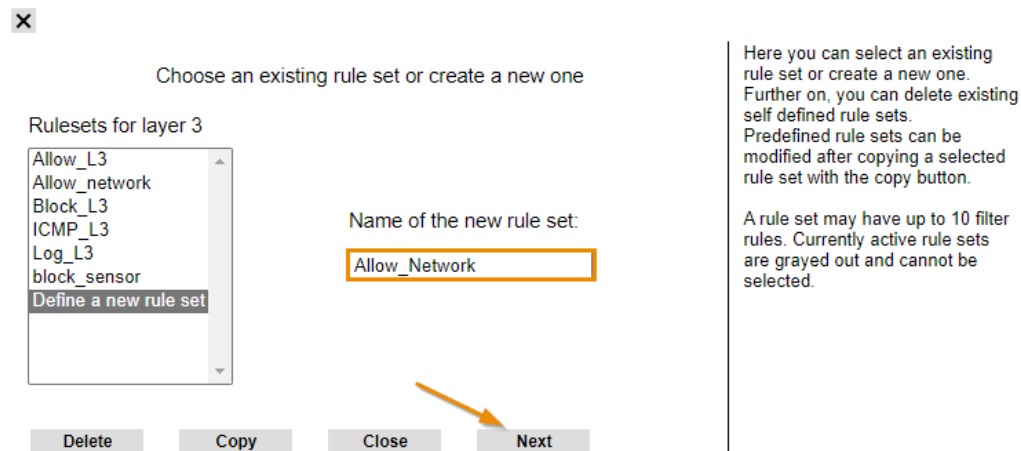 Choose an existing rule set or create a new one
Rulesets for layer 3
Allow_L3
Allow_network
Block_L3
ICMP_L3
Log_L3
block_sensor
Define a new rule set
Name of the new rule set:
Allow_Network
Delete
Copy
Close
Next
Here you can select an existing
rule set or create a new one.
Further on, you can delete existing
self defined rule sets.
Predefined rule sets can be
modified after copying a selected
rule set with the copy button.
A rule set may have up to 10 filter
rules. Currently active rule sets
are grayed out and cannot be
selected.